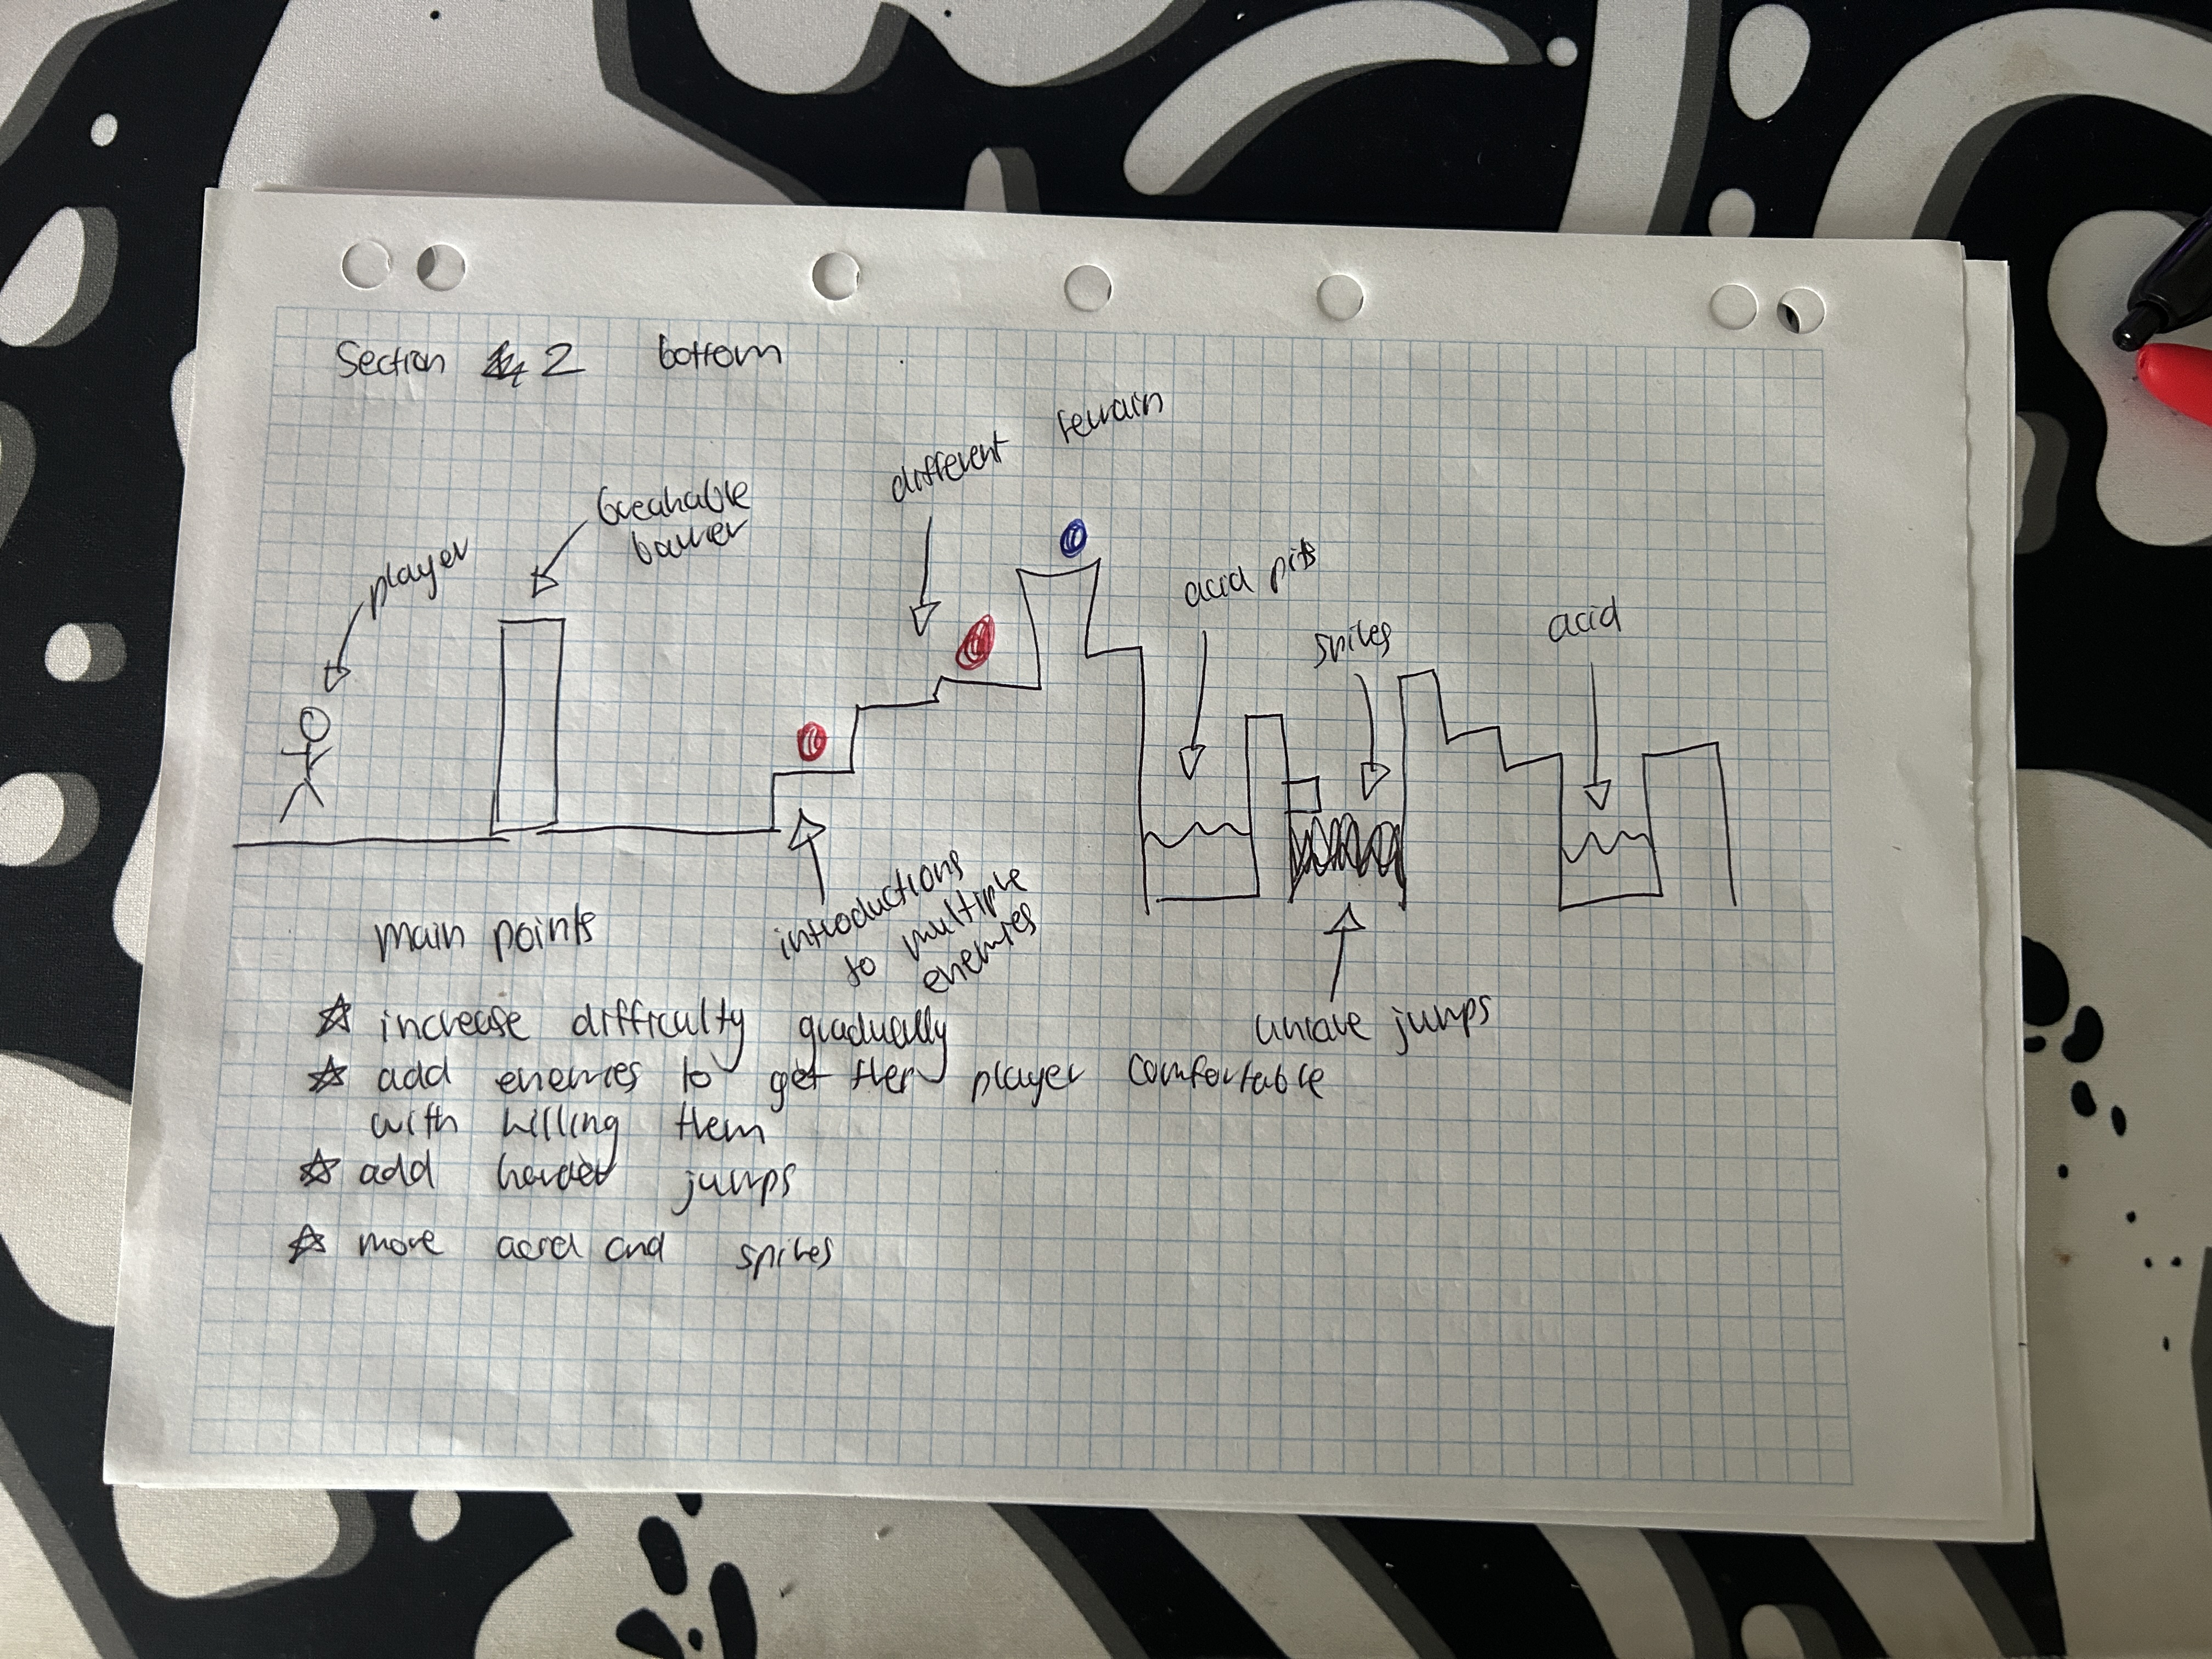 Section 2 bottom
player
breakable
barrier
different terrain
acid pits
spikes
acid
introductions
to multiple
enemies
unique jumps
main points
☆ increase difficulty gradually
☆ add enemies to get they player comfortable
with killing them
☆ add harder jumps
☆ more acid and spikes